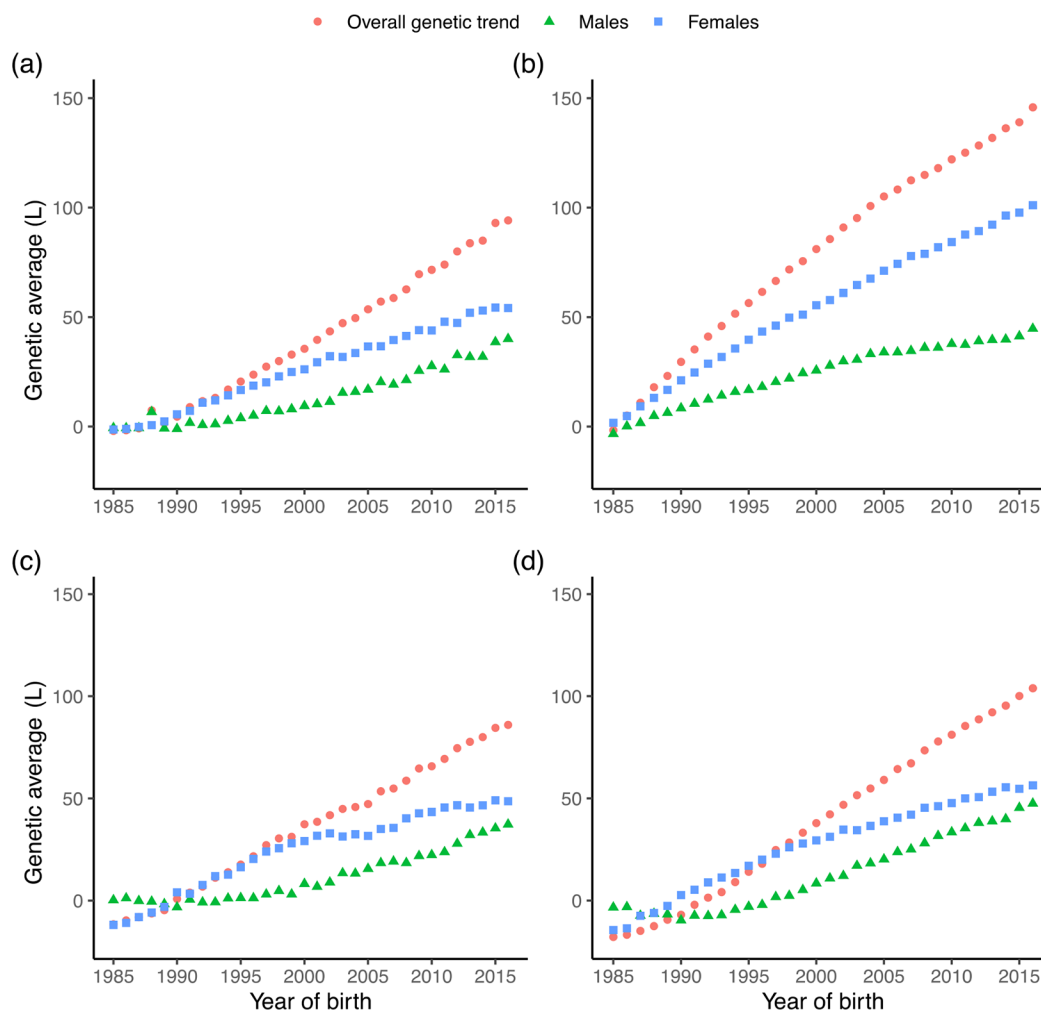 Overall genetic trend Males Females
(a) (b)
150 150
100 100
50 50
0 0
Genetic average (L)
1985 1990 1995 2000 2005 2010 2015 1985 1990 1995 2000 2005 2010 2015
(c) (d)
150 150
100 100
50 50
0 0
Genetic average (L)
1985 1990 1995 2000 2005 2010 2015 1985 1990 1995 2000 2005 2010 2015
Year of birth Year of birth